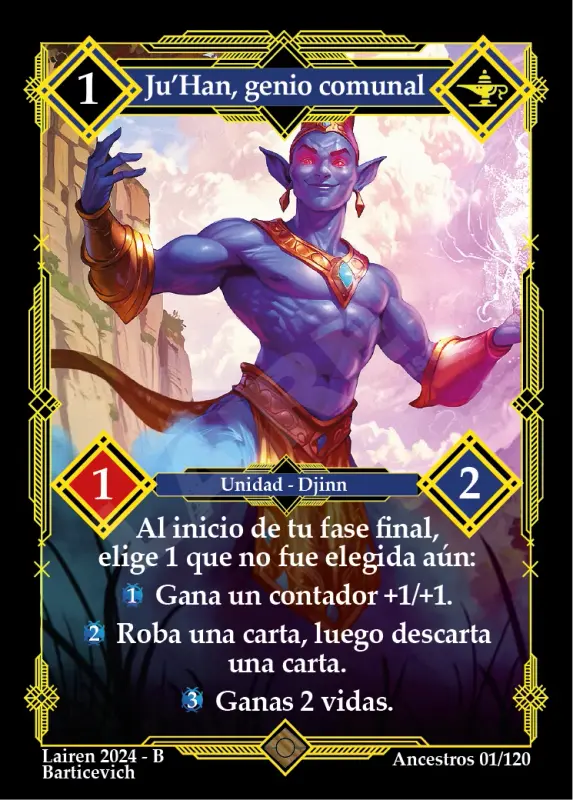 1
Ju'Han, genio comunal
1
Unidad - Djinn
2
Al inicio de tu fase final,
elige 1 que no fue elegida aún:
1 Gana un contador +1/+1.
2 Roba una carta, luego descarta
una carta.
3 Ganas 2 vidas.
Lairen 2024 - B
Barticevich
Ancestros 01/120